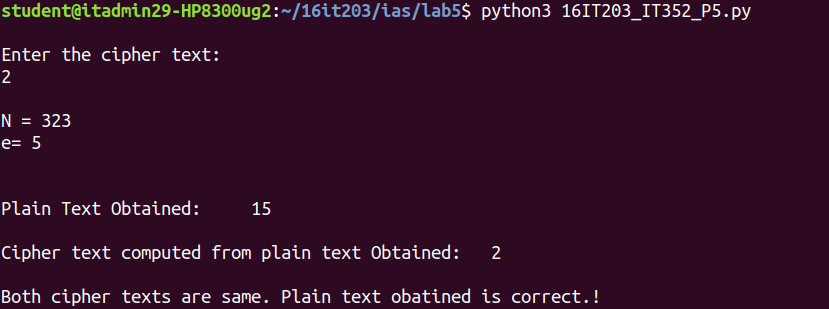 student@itadmin29-HP8300ug2:~/16it203/ias/lab5$ python3 16IT203_IT352_P5.py
Enter the cipher text:
2
N = 323
e= 5
Plain Text Obtained: 15
Cipher text computed from plain text Obtained: 2
Both cipher texts are same. Plain text obatined is correct.!